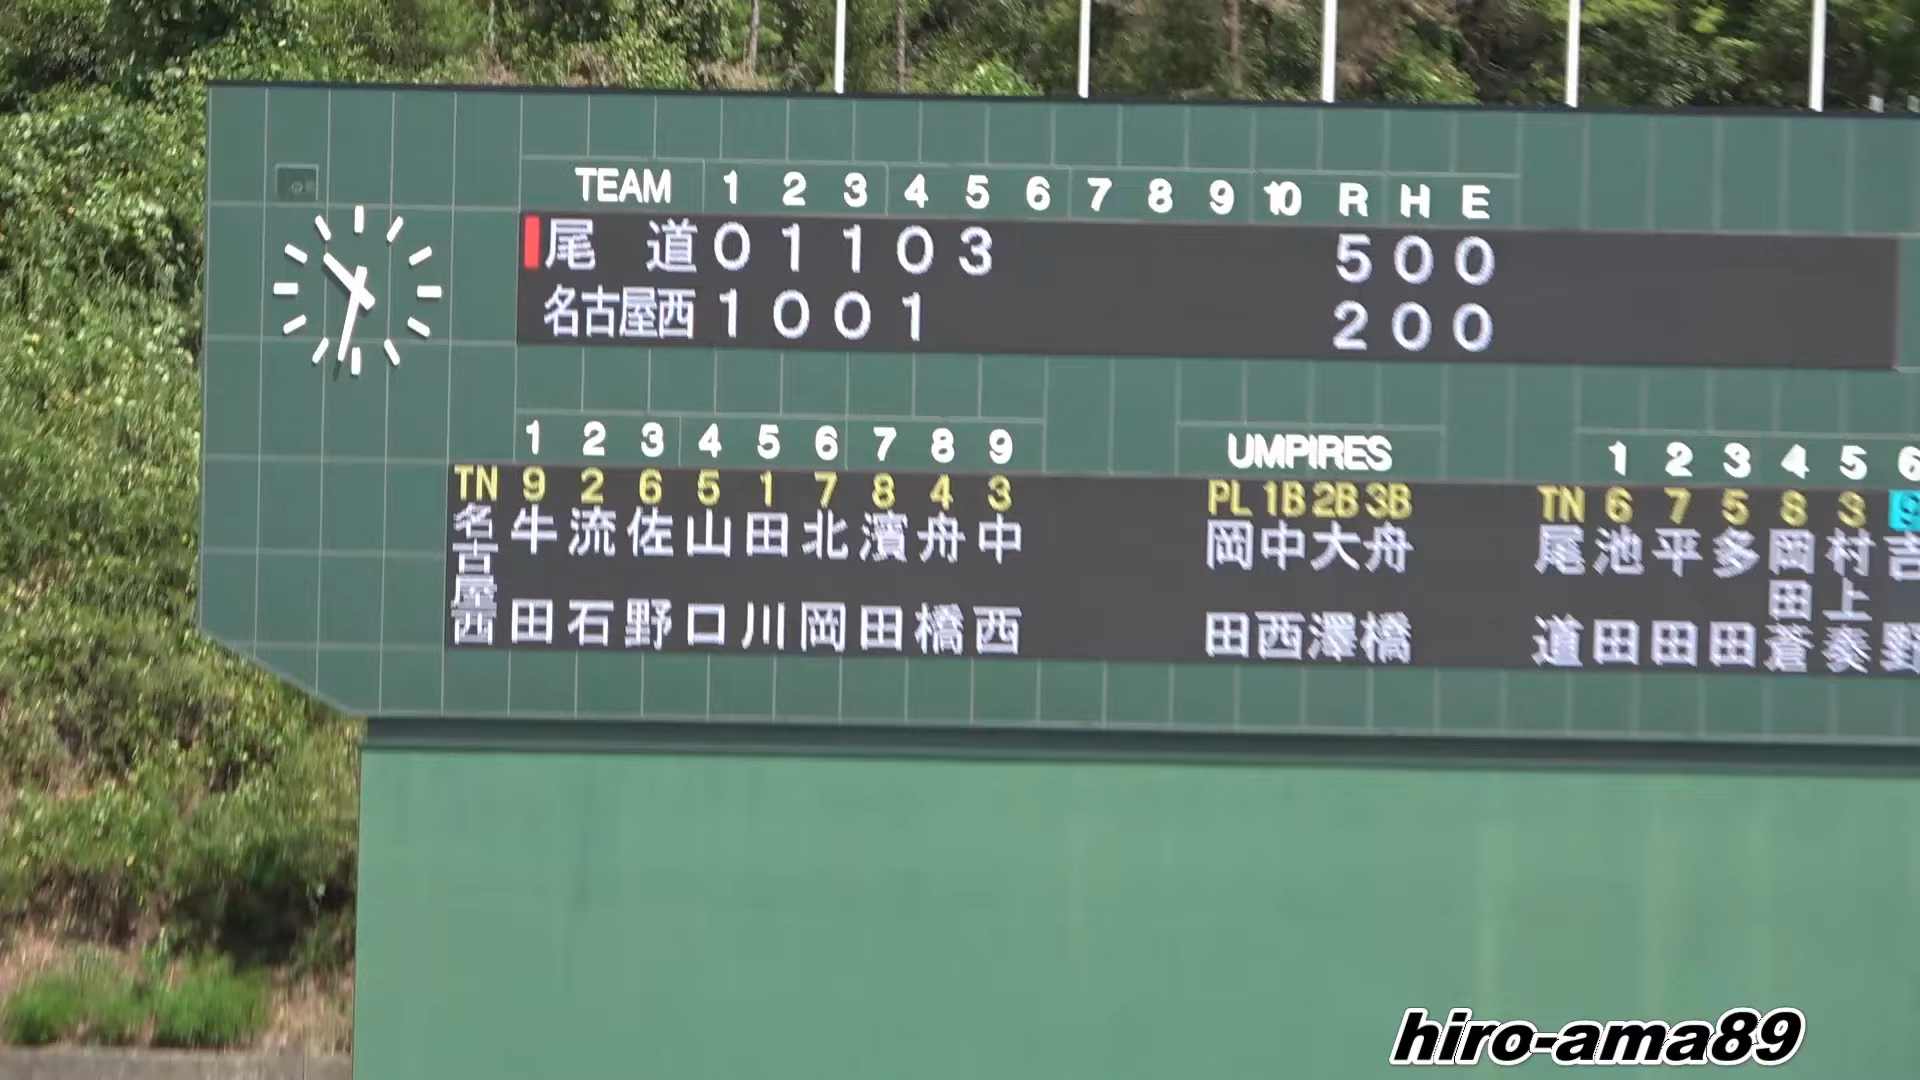 TEAM 1 2 3 4 5 6 7 8 9 10 R H E
尾道 0 1 1 0 3 5 0 0
名古屋西 1 0 0 1 2 0 0
1 2 3 4 5 6 7 8 9
TN 9 2 6 5 1 7 8 4 3
名古屋西 牛田 流石 佐野 山口 田川 北岡 濱田 舟橋 中西
UMPIRES
PL 1B 2B 3B
岡田 中西 大澤 舟橋
1 2 3 4 5 6
TN 6 7 5 8 3 9
尾道 池田 平田 多田 岡田蒼 村上奏 吉野
hiro-ama89